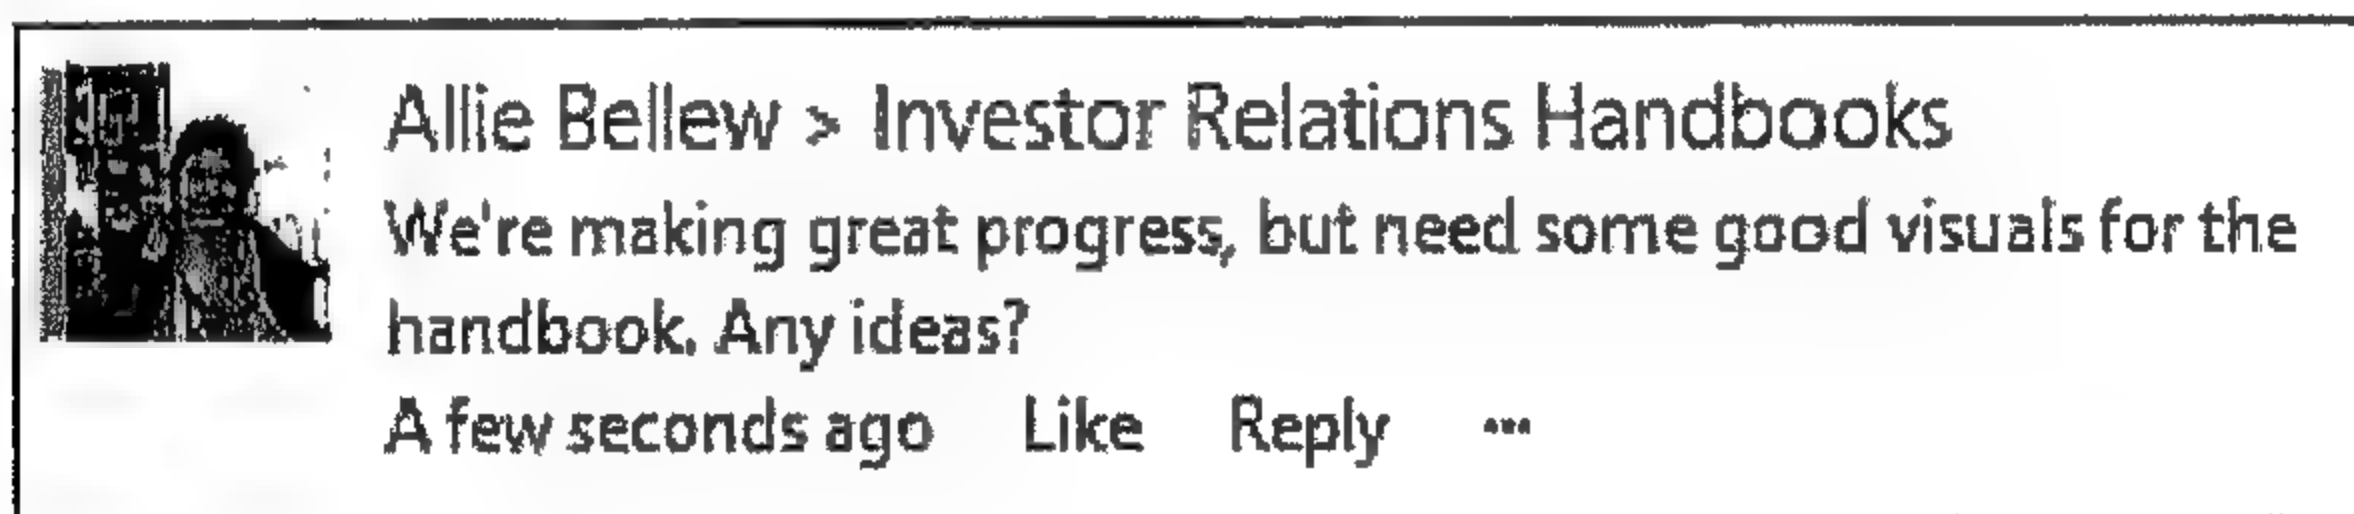 Allie Bellew > Investor Relations Handbooks
We're making great progress, but need some good visuals for the
handbook. Any ideas?
A few seconds ago Like Reply ...